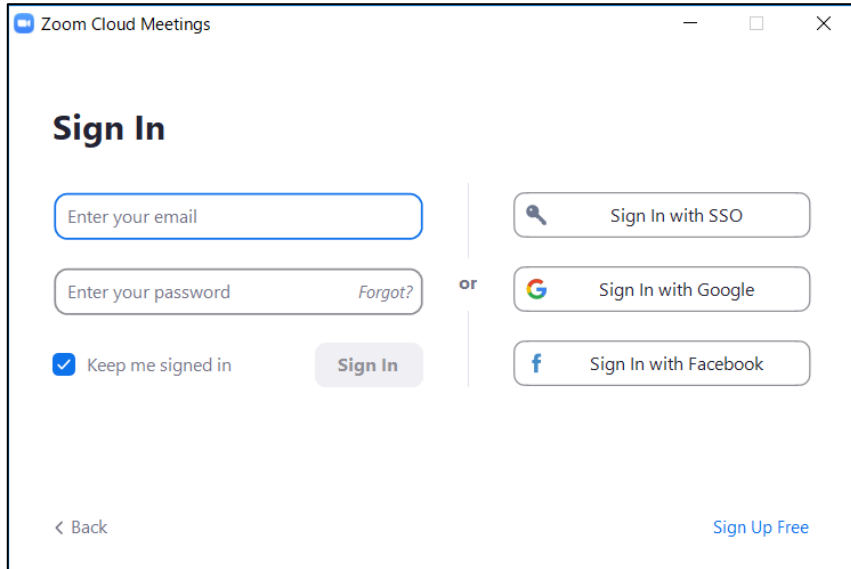 Zoom Cloud Meetings
Sign In
Enter your email
Enter your password Forgot?
Keep me signed in Sign In
or
Sign In with SSO
Sign In with Google
Sign In with Facebook
< Back
Sign Up Free